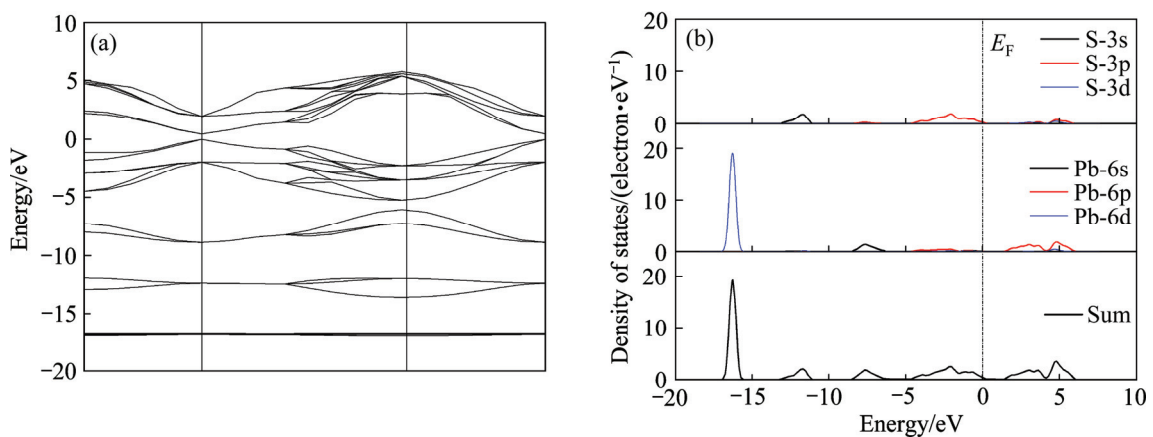 (a)
10
5
0
−5
−10
−15
−20
Energy/eV
(b)
E_F
S-3s
S-3p
S-3d
Pb-6s
Pb-6p
Pb-6d
Sum
20
10
0
20
10
0
20
10
0
Density of states/(electron•eV⁻¹)
−20 −15 −10 −5 0 5 10
Energy/eV